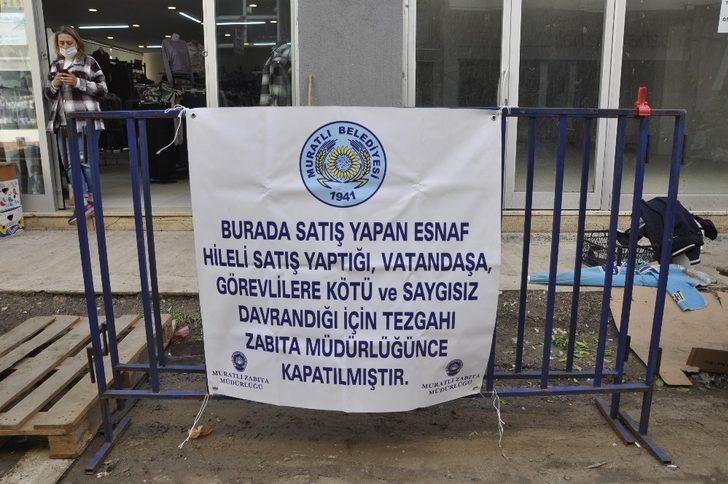 MURATLI BELEDİYESİ
1941
BURADA SATIŞ YAPAN ESNAF
HİLELİ SATIŞ YAPTIĞI, VATANDAŞA,
GÖREVLİLERE KÖTÜ ve SAYGISIZ
DAVRANDIĞI İÇİN TEZGAHI
ZABITA MÜDÜRLÜĞÜNCE
KAPATILMIŞTIR.
MURATLI ZABITA
MÜDÜRLÜĞÜ
MURATLI ZABITA
MÜDÜRLÜĞÜ